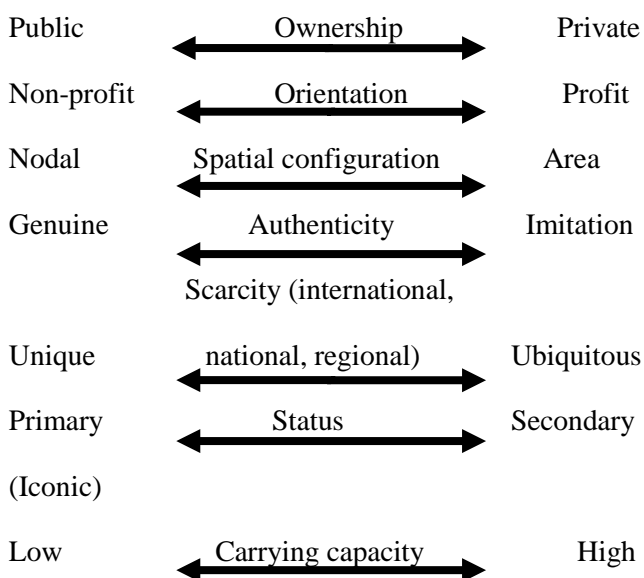 Public Ownership Private
Non-profit Orientation Profit
Nodal Spatial configuration Area
Genuine Authenticity Imitation
Scarcity (international,
Unique national, regional) Ubiquitous
Primary Status Secondary
(Iconic)
Low Carrying capacity High